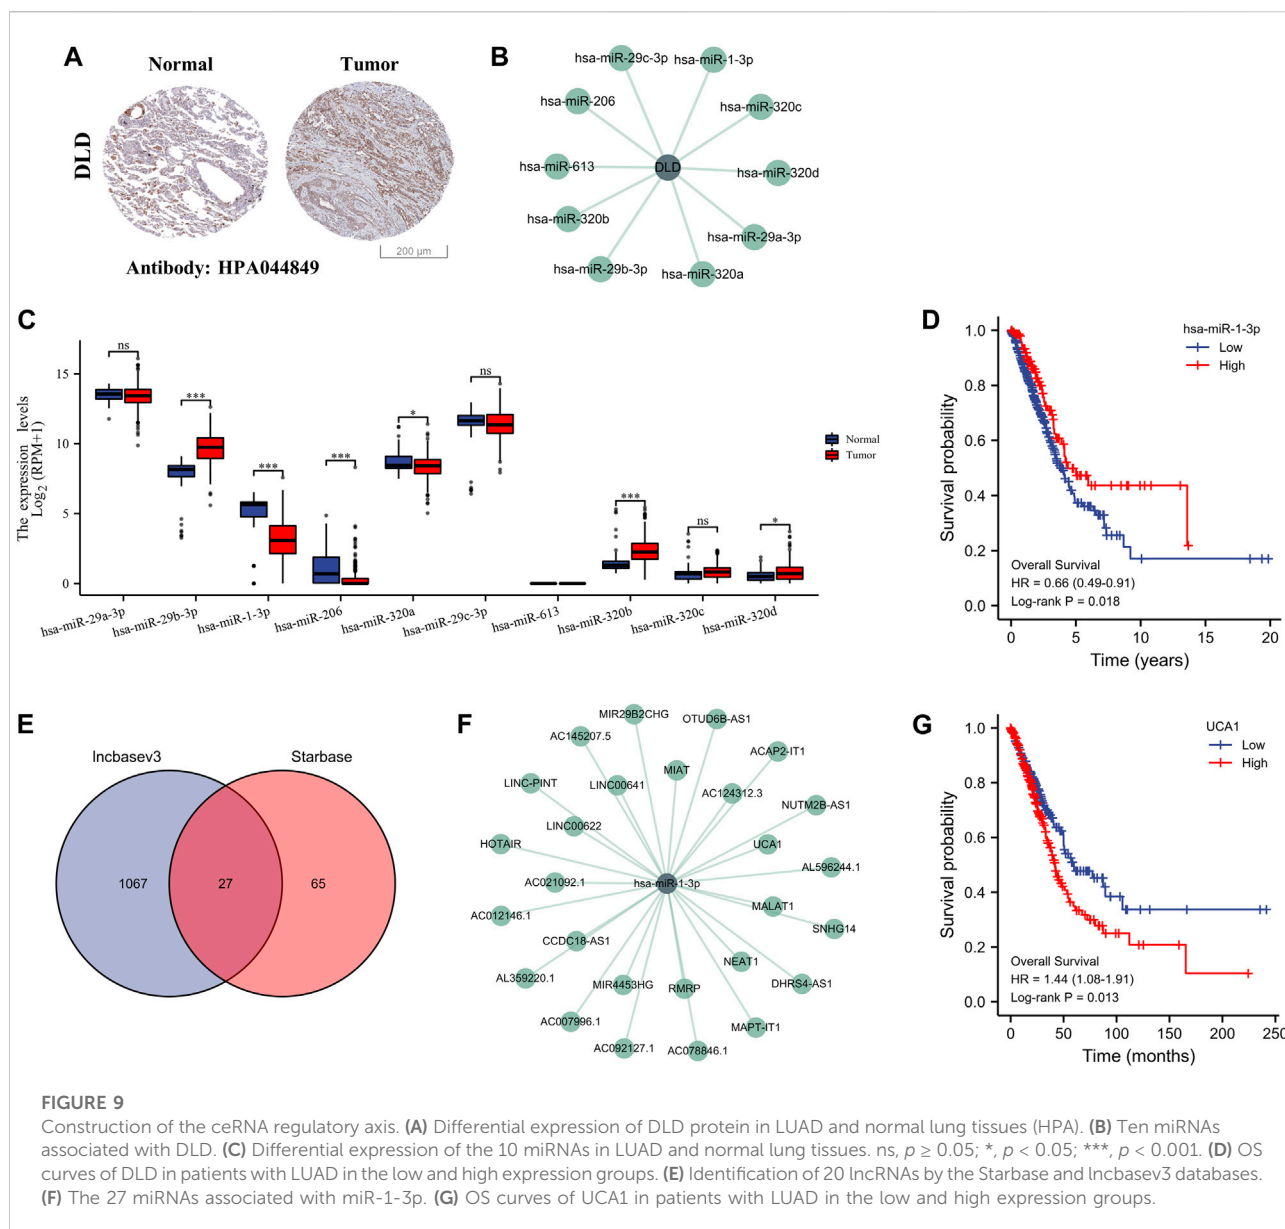 A
Normal
Tumor
DLD
200 µm
Antibody: HPA044849
B
hsa-miR-29c-3p
hsa-miR-1-3p
hsa-miR-206
hsa-miR-320c
hsa-miR-613
DLD
hsa-miR-320d
hsa-miR-320b
hsa-miR-29a-3p
hsa-miR-29b-3p
hsa-miR-320a
C
The expression levels
Log2 (RPM+1)
15
10
5
0
ns
***
***
***
*
ns
***
ns
*
Normal
Tumor
hsa-miR-29a-3p
hsa-miR-29b-3p
hsa-miR-1-3p
hsa-miR-206
hsa-miR-320a
hsa-miR-29c-3p
hsa-miR-613
hsa-miR-320b
hsa-miR-320c
hsa-miR-320d
D
Survival probability
1.0
0.8
0.6
0.4
0.2
0.0
hsa-miR-1-3p
Low
High
Overall Survival
HR = 0.66 (0.49-0.91)
Log-rank P = 0.018
0 5 10 15 20
Time (years)
E
lncbasev3
Starbase
1067
27
65
F
MIR29B2CHG
OTUD6B-AS1
AC145207.5
ACAP2-IT1
MIAT
LINC-PINT
LINC00641
AC124312.3
NUTM2B-AS1
LINC00622
HOTAIR
UCA1
AL596244.1
AC021092.1
hsa-miR-1-3p
MALAT1
AC012146.1
SNHG14
CCDC18-AS1
NEAT1
AL359220.1
MIR4453HG
RMRP
DHRS4-AS1
AC007996.1
MAPT-IT1
AC092127.1
AC078846.1
G
Survival probability
1.0
0.8
0.6
0.4
0.2
0.0
UCA1
Low
High
Overall Survival
HR = 1.44 (1.08-1.91)
Log-rank P = 0.013
0 50 100 150 200 250
Time (months)
FIGURE 9
Construction of the ceRNA regulatory axis. (A) Differential expression of DLD protein in LUAD and normal lung tissues (HPA). (B) Ten miRNAs
associated with DLD. (C) Differential expression of the 10 miRNAs in LUAD and normal lung tissues. ns, p ≥ 0.05; *, p < 0.05; ***, p < 0.001. (D) OS
curves of DLD in patients with LUAD in the low and high expression groups. (E) Identification of 20 lncRNAs by the Starbase and lncbasev3 databases.
(F) The 27 miRNAs associated with miR-1-3p. (G) OS curves of UCA1 in patients with LUAD in the low and high expression groups.